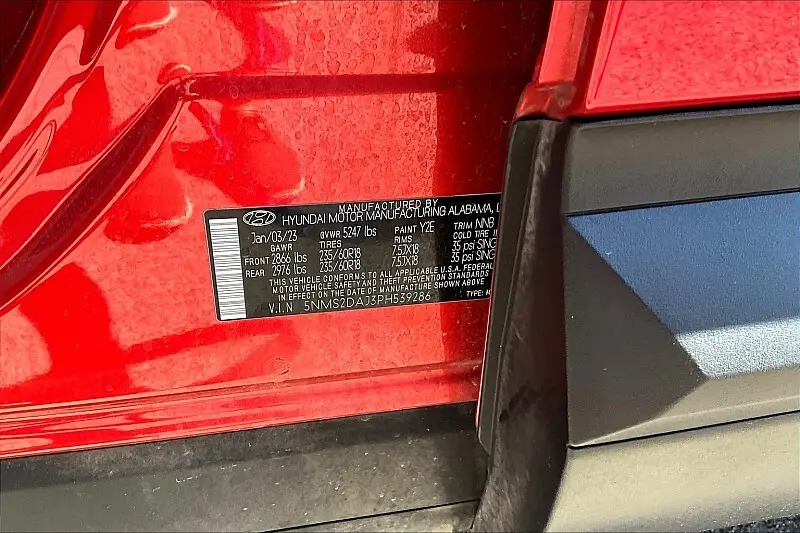 MANUFACTURED BY
HYUNDAI MOTOR MANUFACTURING ALABAMA,
Jan/03/23 GVWR 5247 lbs PAINT Y2E TRIM NNB
GAWR TIRES RIMS COLD TIRE
FRONT 2866 lbs 235/60R18 7.5JX18 35 psi SING
REAR 2976 lbs 235/60R18 7.5JX18 35 psi SING
THIS VEHICLE CONFORMS TO ALL APPLICABLE U.S.A. FEDERAL
MOTOR VEHICLE SAFETY AND THEFT PREVENTION STANDARDS
IN EFFECT ON THE DATE OF MANUFACTURE SHOWN ABOVE
V.I.N 5NMS2DAJ3PH539286 TYPE: